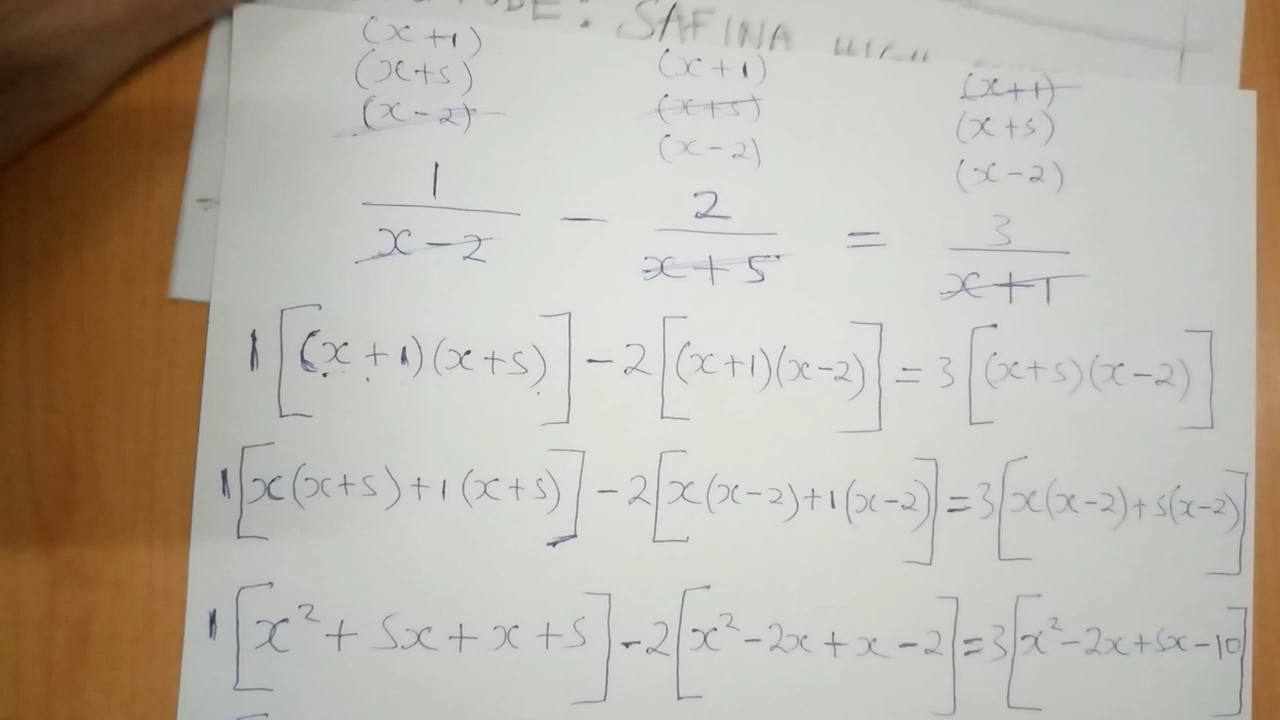 : SAFINA
(x+1) (x+1) (x+1)
(x+5) (x+5) (x+5)
(x-2) (x-2) (x-2)
1/(x-2) - 2/(x+5) = 3/(x+1)
1[(x+1)(x+5)] - 2[(x+1)(x-2)] = 3[(x+5)(x-2)]
1[x(x+5)+1(x+5)] - 2[x(x-2)+1(x-2)] = 3[x(x-2)+5(x-2)]
1[x²+5x+x+5] - 2[x²-2x+x-2] = 3[x²-2x+5x-10]